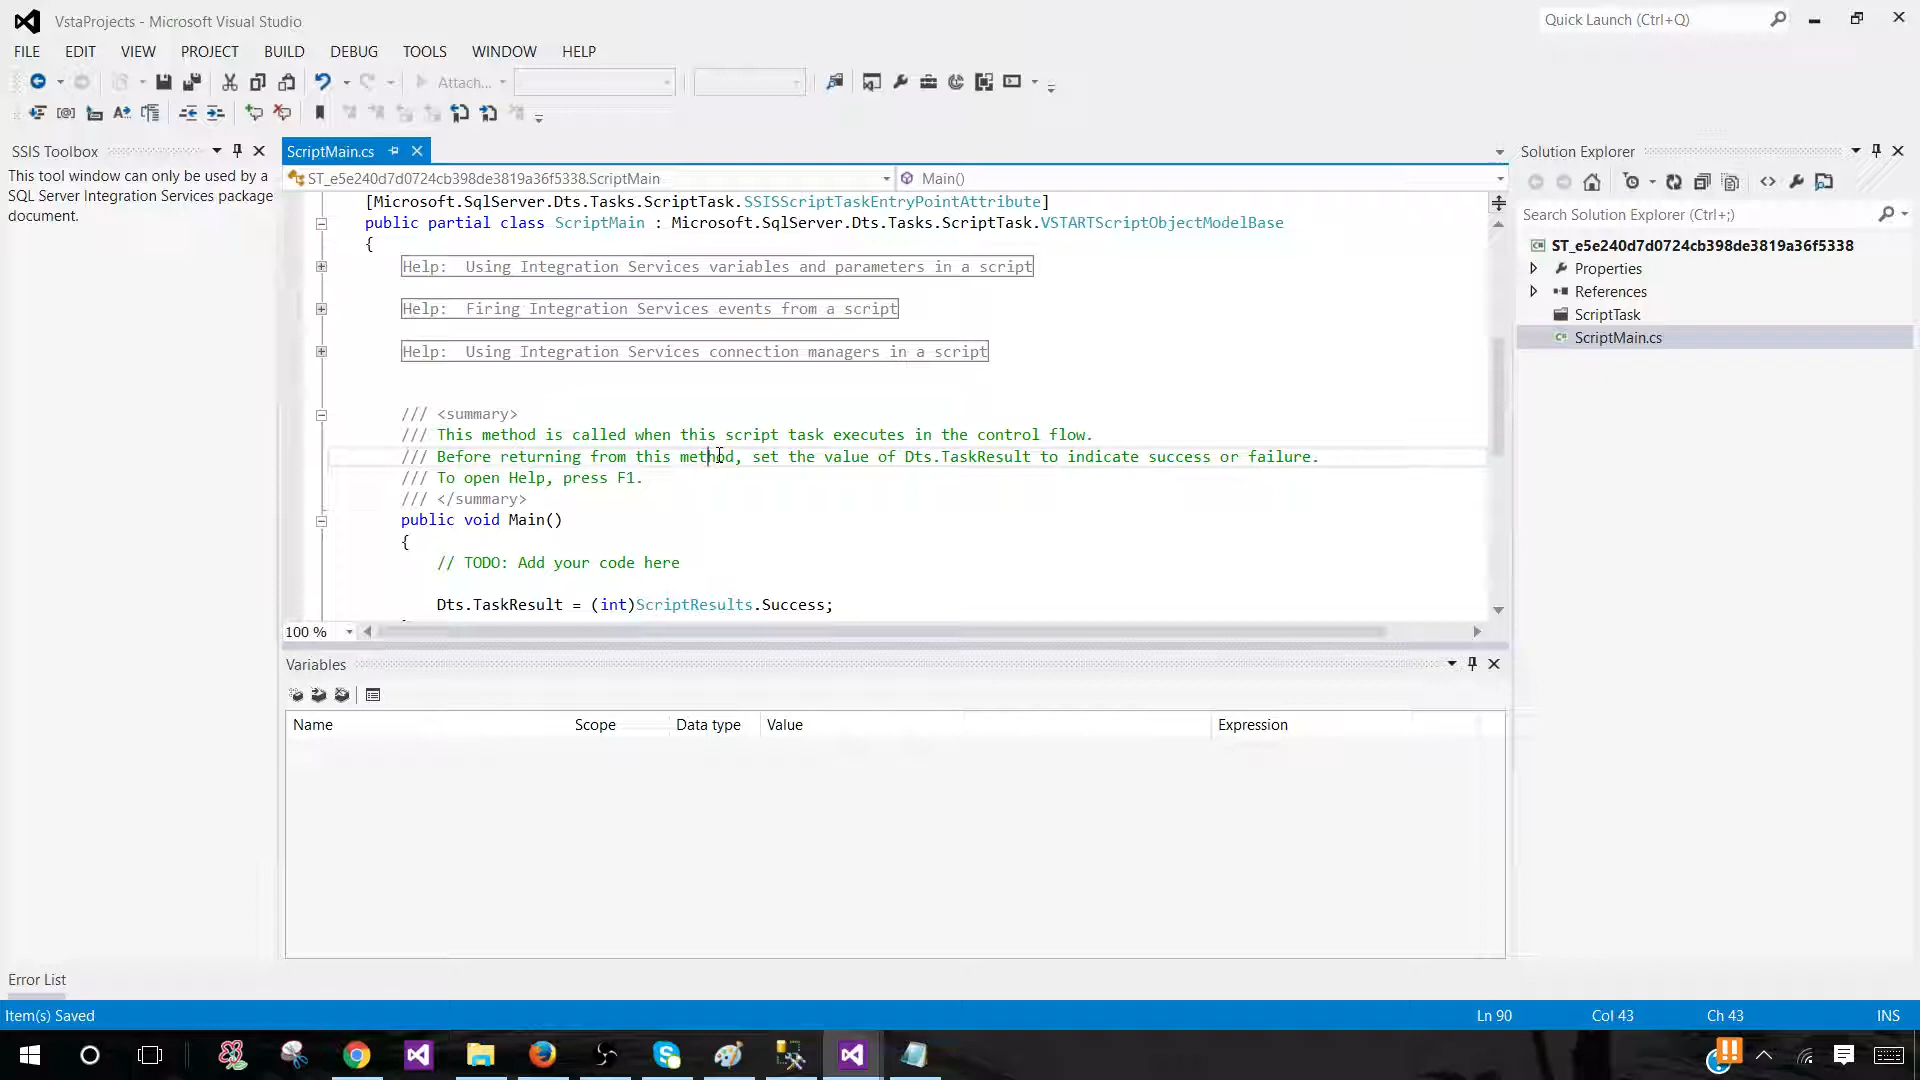 VstaProjects - Microsoft Visual Studio
Quick Launch (Ctrl+Q)
FILE EDIT VIEW PROJECT BUILD DEBUG TOOLS WINDOW HELP
Attach...
SSIS Toolbox
This tool window can only be used by a
SQL Server Integration Services package
document.
ScriptMain.cs
ST_e5e240d7d0724cb398de3819a36f5338.ScriptMain
Main()
[Microsoft.SqlServer.Dts.Tasks.ScriptTask.SSISScriptTaskEntryPointAttribute]
public partial class ScriptMain : Microsoft.SqlServer.Dts.Tasks.ScriptTask.VSTARTScriptObjectModelBase
{
Help: Using Integration Services variables and parameters in a script
Help: Firing Integration Services events from a script
Help: Using Integration Services connection managers in a script
/// <summary>
/// This method is called when this script task executes in the control flow.
/// Before returning from this method, set the value of Dts.TaskResult to indicate success or failure.
/// To open Help, press F1.
/// </summary>
public void Main()
{
// TODO: Add your code here
Dts.TaskResult = (int)ScriptResults.Success;
100 %
Solution Explorer
Search Solution Explorer (Ctrl+;)
ST_e5e240d7d0724cb398de3819a36f5338
Properties
References
ScriptTask
ScriptMain.cs
Variables
Name Scope Data type Value Expression
Error List
Item(s) Saved
Ln 90 Col 43 Ch 43 INS